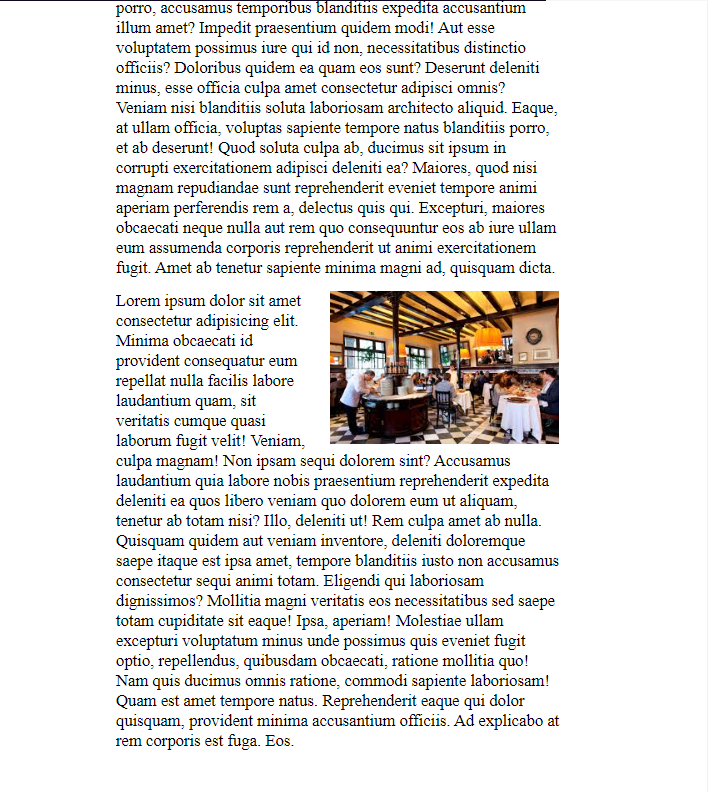 porro, accusamus temporibus blanditiis expedita accusantium
illum amet? Impedit praesentium quidem modi! Aut esse
voluptatem possimus iure qui id non, necessitatibus distinctio
officiis? Doloribus quidem ea quam eos sunt? Deserunt deleniti
minus, esse officia culpa amet consectetur adipisci omnis?
Veniam nisi blanditiis soluta laboriosam architecto aliquid. Eaque,
at ullam officia, voluptas sapiente tempore natus blanditiis porro,
et ab deserunt! Quod soluta culpa ab, ducimus sit ipsum in
corrupti exercitationem adipisci deleniti ea? Maiores, quod nisi
magnam repudiandae sunt reprehenderit eveniet tempore animi
aperiam perferendis rem a, delectus quis qui. Excepturi, maiores
obcaecati neque nulla aut rem quo consequuntur eos ab iure ullam
eum assumenda corporis reprehenderit ut animi exercitationem
fugit. Amet ab tenetur sapiente minima magni ad, quisquam dicta.
Lorem ipsum dolor sit amet
consectetur adipisicing elit.
Minima obcaecati id
provident consequatur eum
repellat nulla facilis labore
laudantium quam, sit
veritatis cumque quasi
laborum fugit velit! Veniam,
culpa magnam! Non ipsam sequi dolorem sint? Accusamus
laudantium quia labore nobis praesentium reprehenderit expedita
deleniti ea quos libero veniam quo dolorem eum ut aliquam,
tenetur ab totam nisi? Illo, deleniti ut! Rem culpa amet ab nulla.
Quisquam quidem aut veniam inventore, deleniti doloremque
saepe itaque est ipsa amet, tempore blanditiis iusto non accusamus
consectetur sequi animi totam. Eligendi qui laboriosam
dignissimos? Mollitia magni veritatis eos necessitatibus sed saepe
totam cupiditate sit eaque! Ipsa, aperiam! Molestiae ullam
excepturi voluptatum minus unde possimus quis eveniet fugit
optio, repellendus, quibusdam obcaecati, ratione mollitia quo!
Nam quis ducimus omnis ratione, commodi sapiente laboriosam!
Quam est amet tempore natus. Reprehenderit eaque qui dolor
quisquam, provident minima accusantium officiis. Ad explicabo at
rem corporis est fuga. Eos.